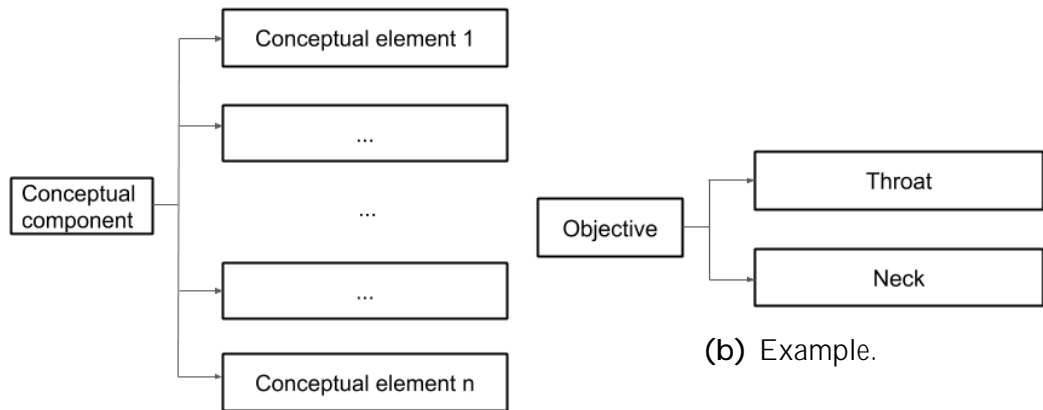 Conceptual element 1
...
Conceptual
component
...
...
Conceptual element n
Objective
Throat
Neck
(b) Example.